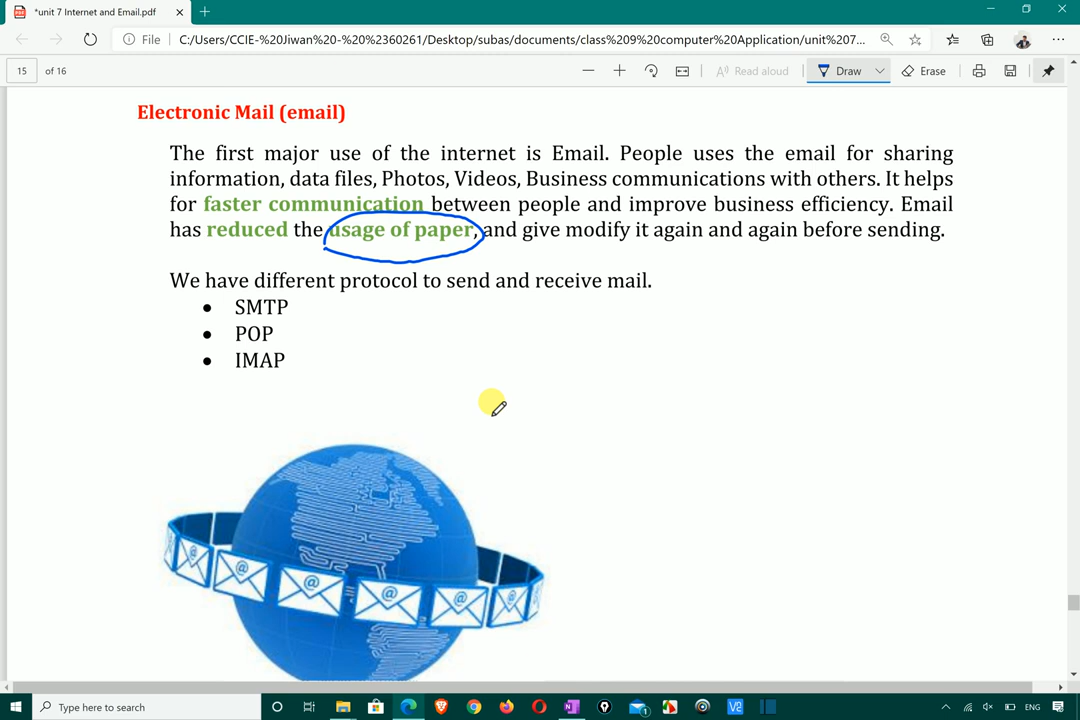 *unit 7 Internet and Email.pdf
File
C:/Users/CCIE-%20Jiwan%20-%20%2360261/Desktop/subas/documents/class%209%20computer%20Application/unit%207...
15 of 16
Read aloud
Draw
Erase
Electronic Mail (email)
The first major use of the internet is Email. People uses the email for sharing
information, data files, Photos, Videos, Business communications with others. It helps
for faster communication between people and improve business efficiency. Email
has reduced the usage of paper, and give modify it again and again before sending.
We have different protocol to send and receive mail.
• SMTP
• POP
• IMAP
@ @ @ @ @ @ @
Type here to search
1
V2
ENG